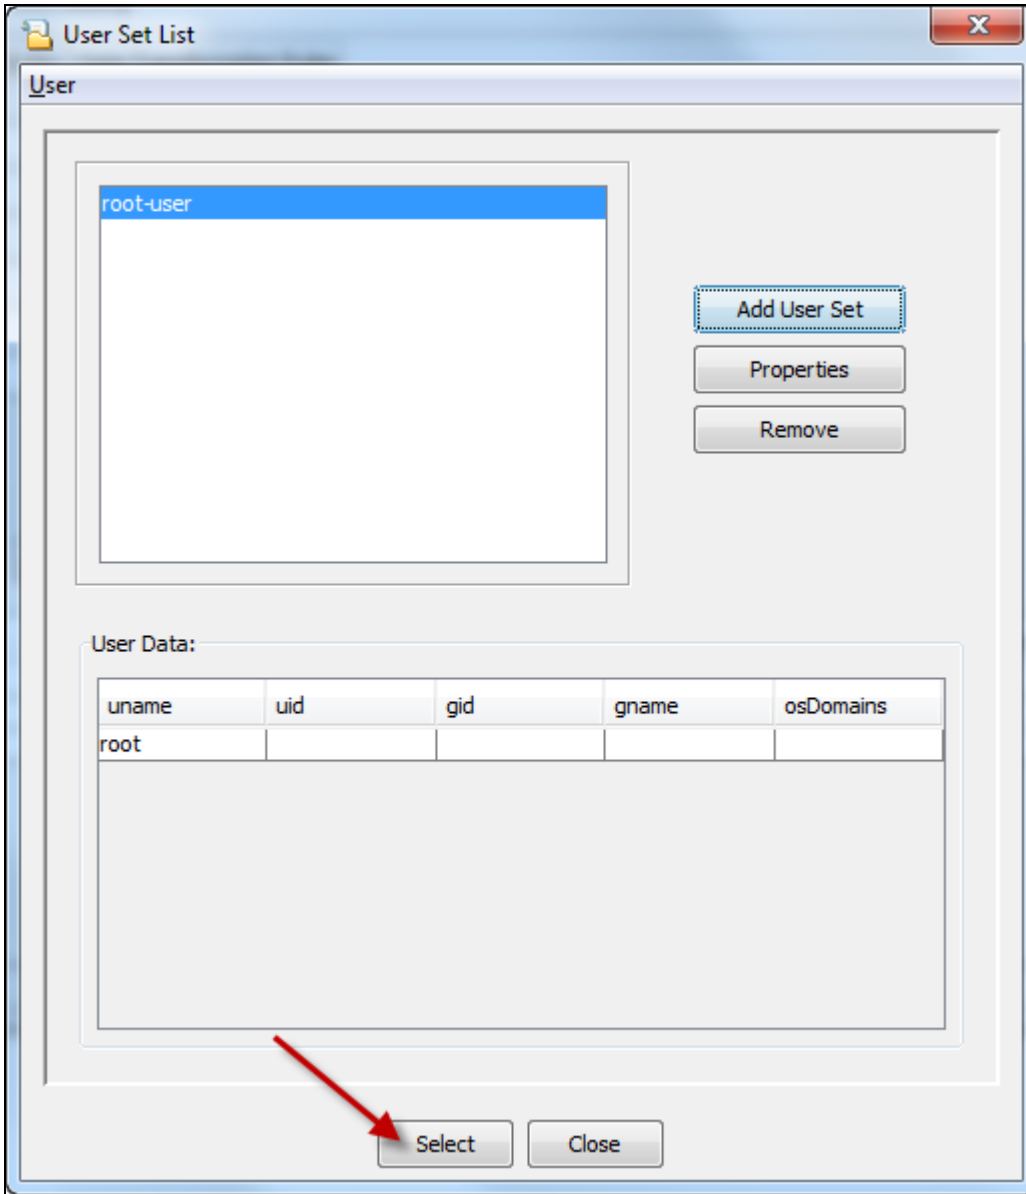 User Set List
User
root-user
Add User Set
Properties
Remove
User Data:
uname uid gid gname osDomains
root
Select Close